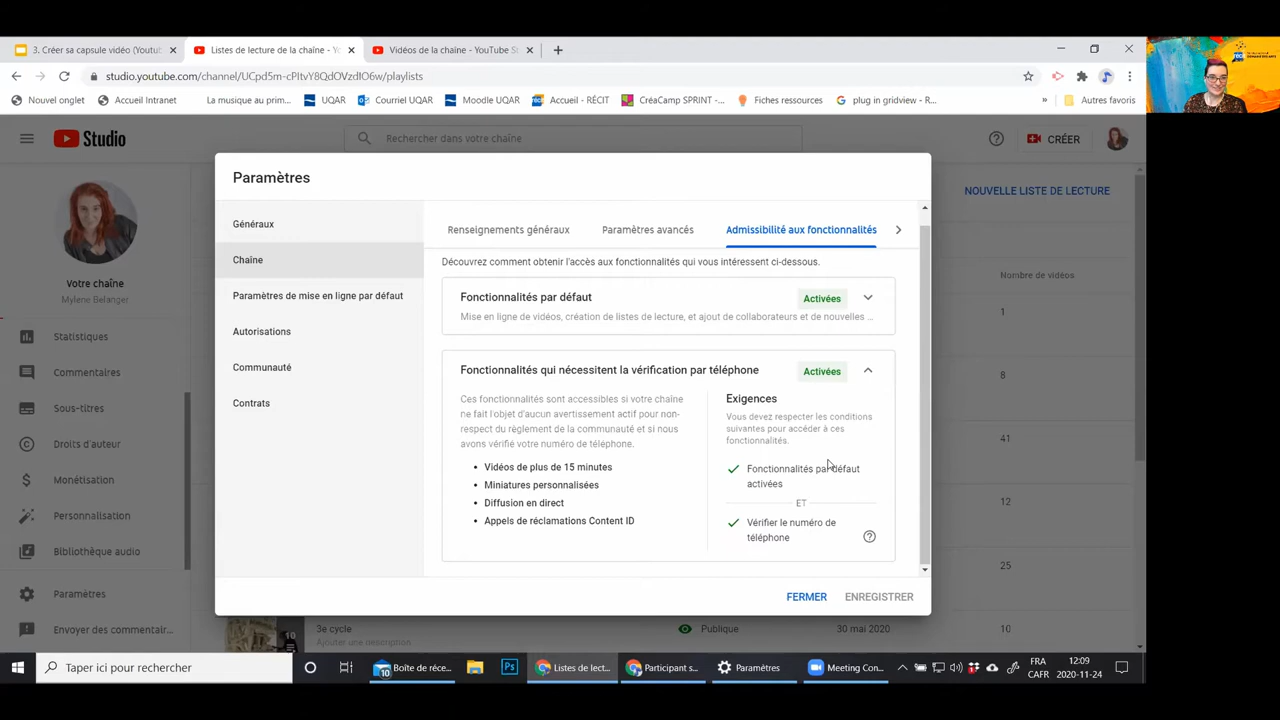 3. Créer sa capsule vidéo (Youtu
Listes de lecture de la chaîne - Yo
Vidéos de la chaîne - YouTube St
studio.youtube.com/channel/UCpd5m-cPItvY8QdOVzdIO6w/playlists
Nouvel onglet
Accueil Intranet
La musique au prim...
UQAR
Courriel UQAR
Moodle UQAR
Accueil - RÉCIT
CréaCamp SPRINT -...
Fiches ressources
plug in gridview - R...
»
Autres favoris
Studio
Rechercher dans votre chaîne
CRÉER
NOUVELLE LISTE DE LECTURE
Votre chaîne
Mylene Belanger
Statistiques
Commentaires
Sous-titres
Droits d'auteur
Monétisation
Personnalisation
Bibliothèque audio
Paramètres
Envoyer des commentair...
Paramètres
Généraux
Chaîne
Paramètres de mise en ligne par défaut
Autorisations
Communauté
Contrats
Renseignements généraux
Paramètres avancés
Admissibilité aux fonctionnalités
Découvrez comment obtenir l'accès aux fonctionnalités qui vous intéressent ci-dessous.
Fonctionnalités par défaut
Activées
Mise en ligne de vidéos, création de listes de lecture, et ajout de collaborateurs et de nouvelles ...
Fonctionnalités qui nécessitent la vérification par téléphone
Activées
Ces fonctionnalités sont accessibles si votre chaîne
ne fait l'objet d'aucun avertissement actif pour non-
respect du règlement de la communauté et si nous
avons vérifié votre numéro de téléphone.
• Vidéos de plus de 15 minutes
• Miniatures personnalisées
• Diffusion en direct
• Appels de réclamations Content ID
Exigences
Vous devez respecter les conditions
suivantes pour accéder à ces
fonctionnalités.
Fonctionnalités par défaut
activées
ET
Vérifier le numéro de
téléphone
FERMER
ENREGISTRER
Nombre de vidéos
1
8
41
12
25
10
3e cycle
Ajouter une description
10
Publique
30 mai 2020
Taper ici pour rechercher
10
Boîte de réce...
Ps
Listes de lect...
Participant s...
Paramètres
Meeting Con...
FRA
CAFR
12:09
2020-11-24